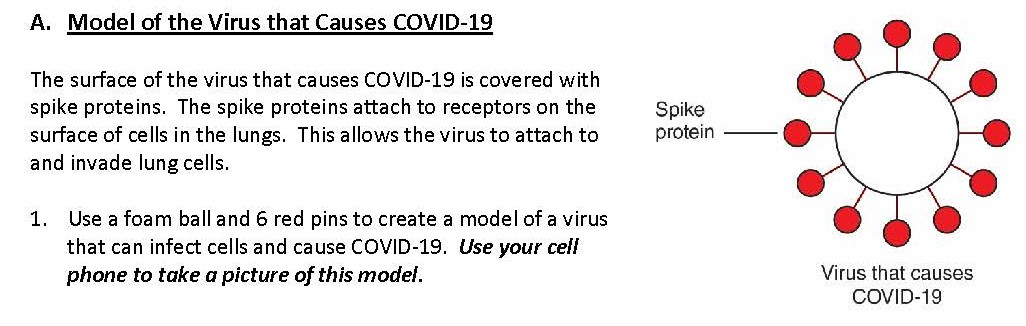 A. Model of the Virus that Causes COVID-19
The surface of the virus that causes COVID-19 is covered with
spike proteins. The spike proteins attach to receptors on the
surface of cells in the lungs. This allows the virus to attach to
and invade lung cells.
1. Use a foam ball and 6 red pins to create a model of a virus
that can infect cells and cause COVID-19. Use your cell
phone to take a picture of this model.
Spike
protein
Virus that causes
COVID-19